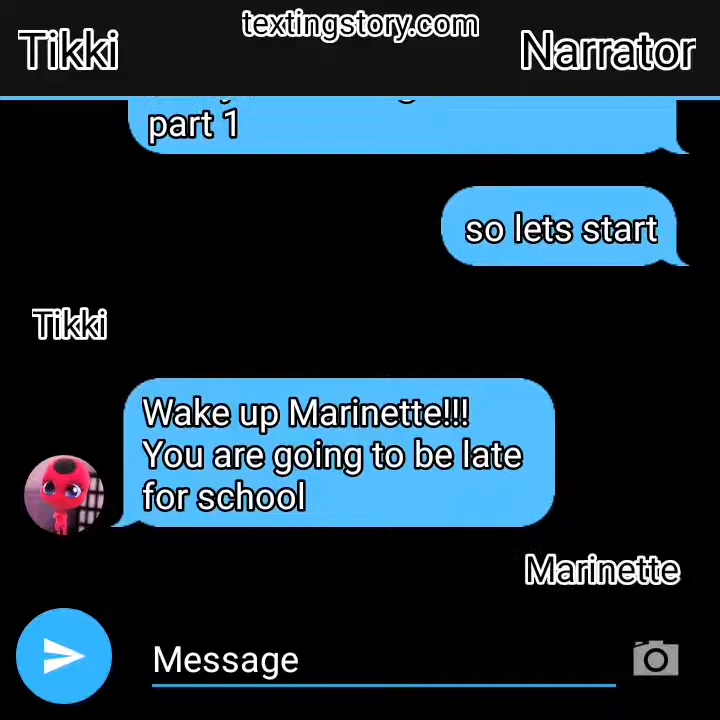 textingstory.com
Tikki
Narrator
part 1
so lets start
Tikki
Wake up Marinette!!!
You are going to be late
for school
Marinette
Message